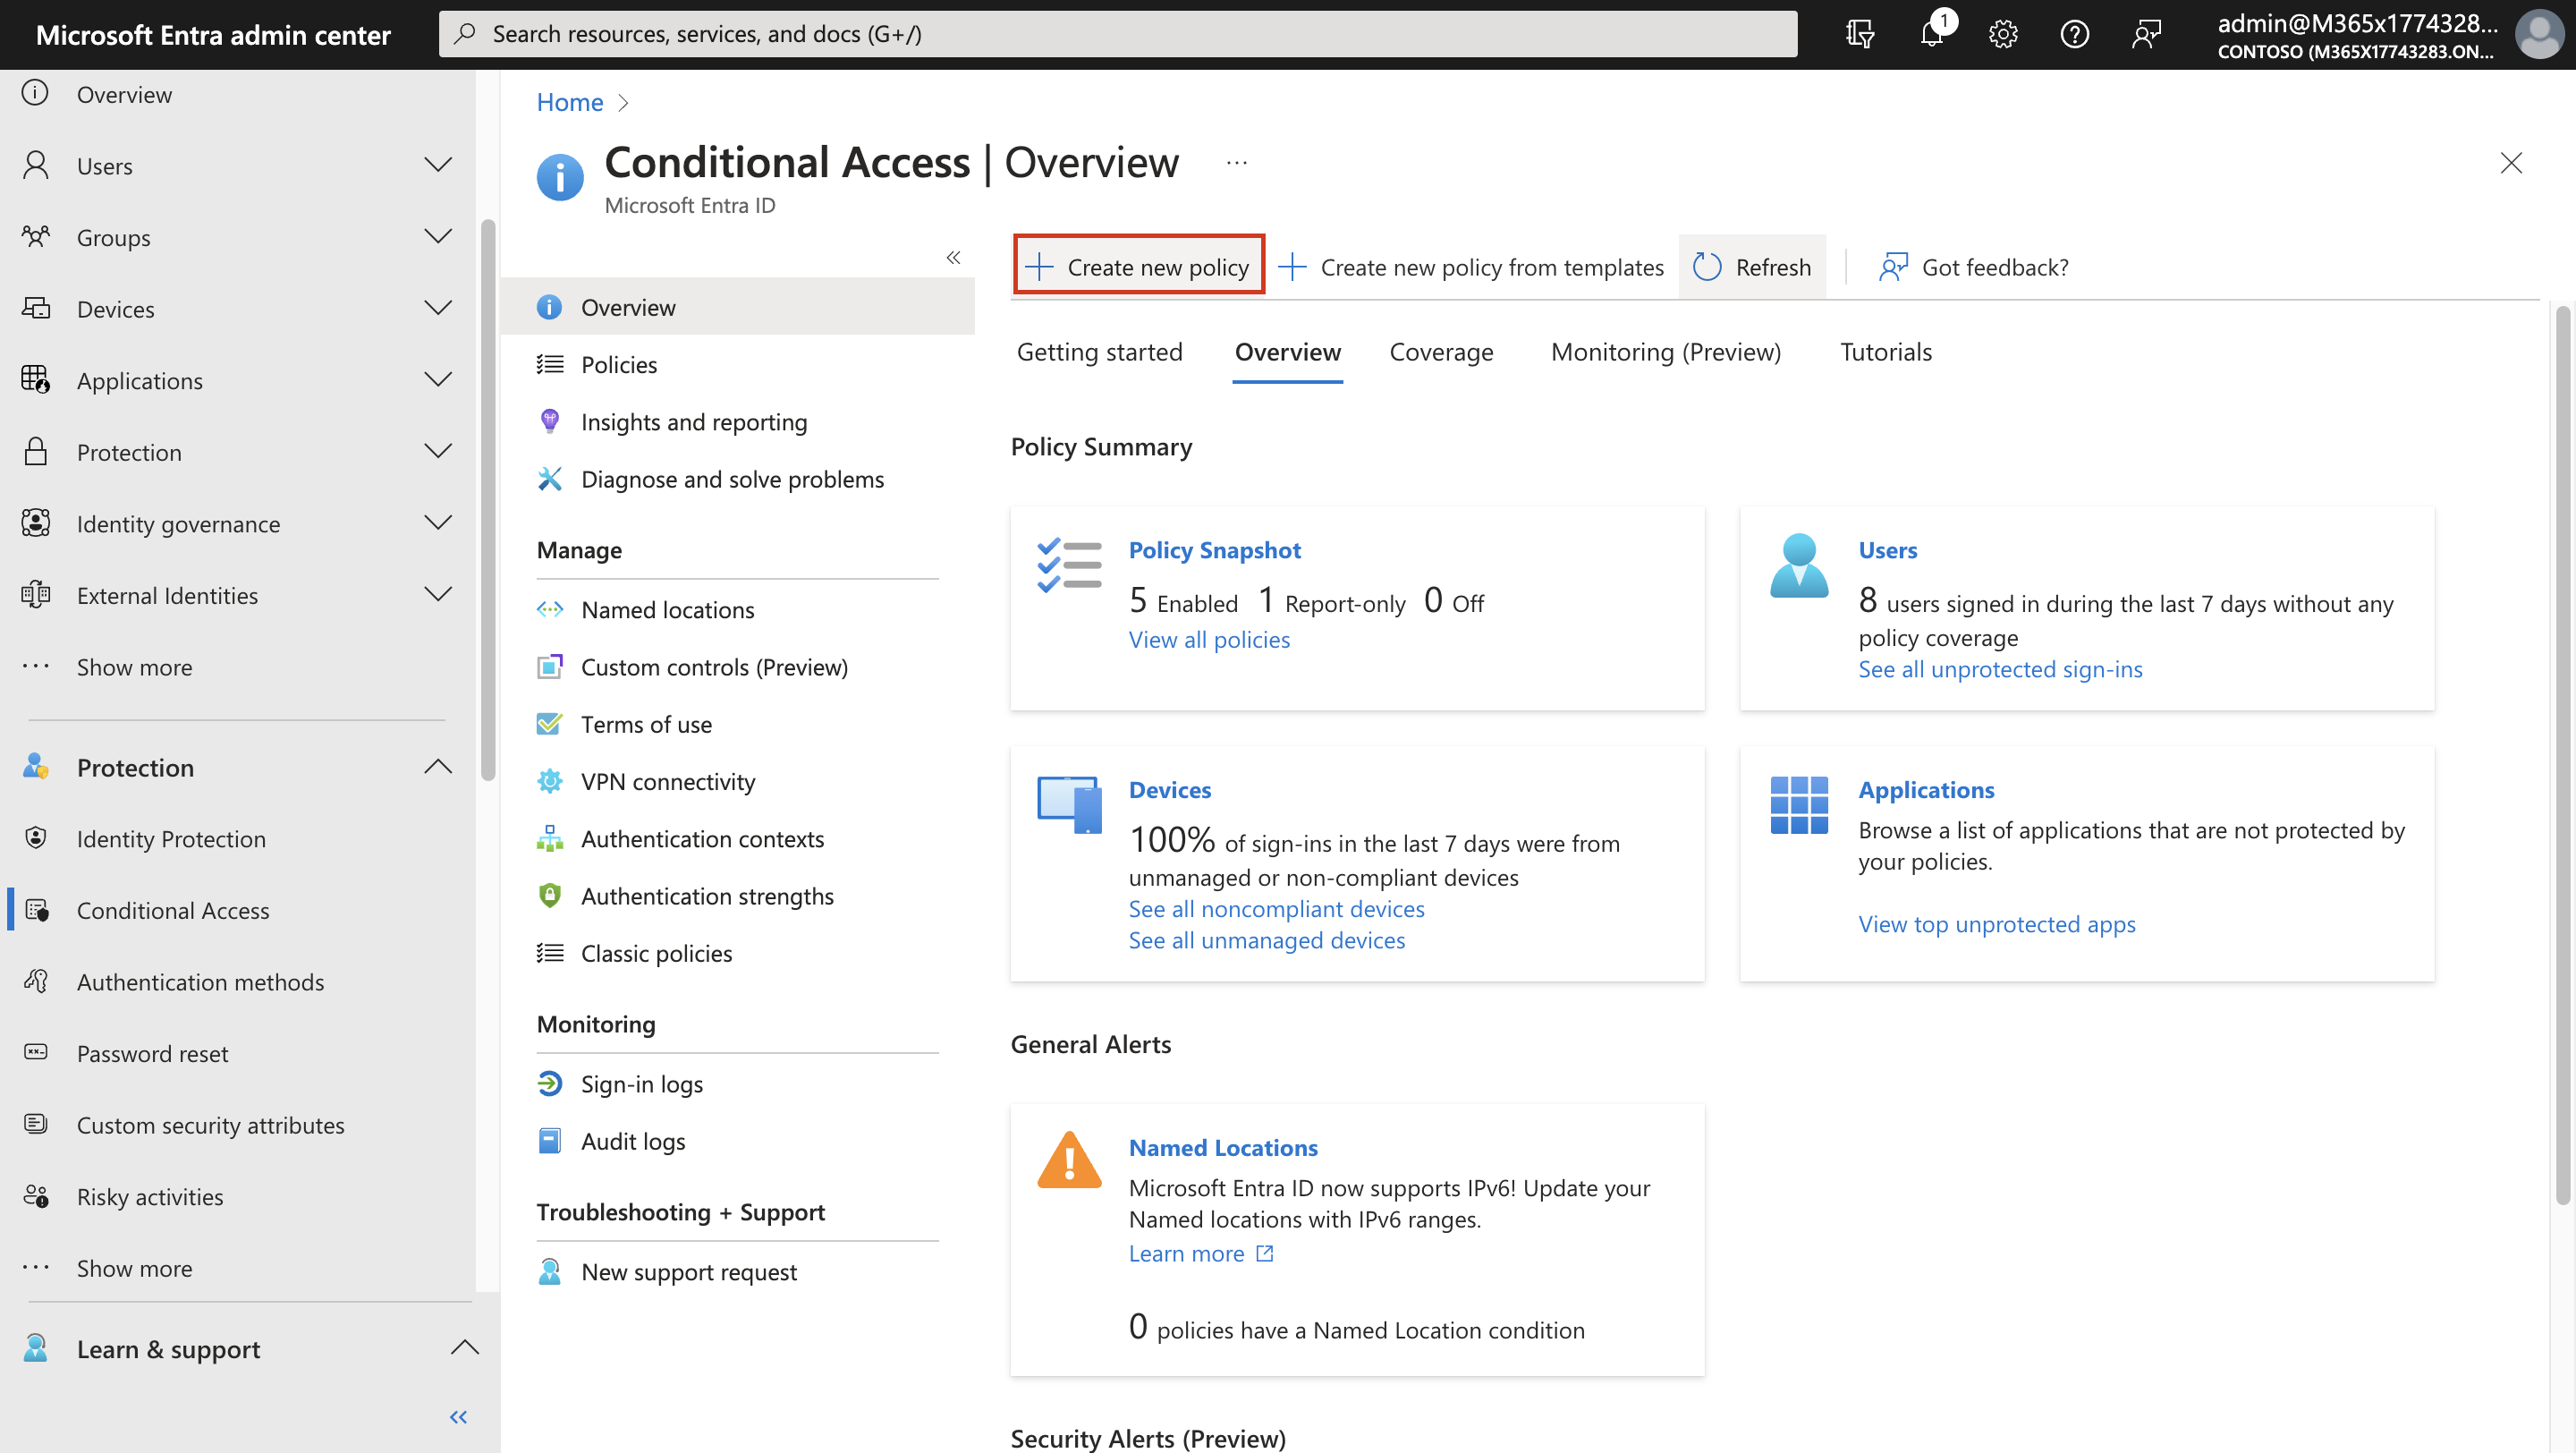 Microsoft Entra admin center
Search resources, services, and docs (G+/)
1
admin@M365x1774328...
CONTOSO (M365X17743283.ON...
Overview
Users
Groups
Devices
Applications
Protection
Identity governance
External Identities
Show more
Protection
Identity Protection
Conditional Access
Authentication methods
Password reset
Custom security attributes
Risky activities
Show more
Learn & support
Home
Conditional Access | Overview
Microsoft Entra ID
Overview
Policies
Insights and reporting
Diagnose and solve problems
Manage
Named locations
Custom controls (Preview)
Terms of use
VPN connectivity
Authentication contexts
Authentication strengths
Classic policies
Monitoring
Sign-in logs
Audit logs
Troubleshooting + Support
New support request
Create new policy
Create new policy from templates
Refresh
Got feedback?
Getting started
Overview
Coverage
Monitoring (Preview)
Tutorials
Policy Summary
Policy Snapshot
5 Enabled 1 Report-only 0 Off
View all policies
Users
8 users signed in during the last 7 days without any
policy coverage
See all unprotected sign-ins
Devices
100% of sign-ins in the last 7 days were from
unmanaged or non-compliant devices
See all noncompliant devices
See all unmanaged devices
Applications
Browse a list of applications that are not protected by
your policies.
View top unprotected apps
General Alerts
Named Locations
Microsoft Entra ID now supports IPv6! Update your
Named locations with IPv6 ranges.
Learn more
0 policies have a Named Location condition
Security Alerts (Preview)